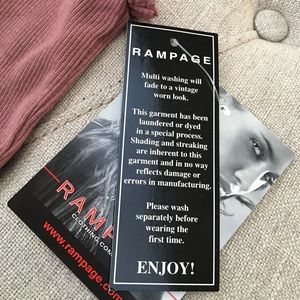 RAMPAGE
Multi washing will
fade to a vintage
worn look.
This garment has been
laundered or dyed
in a special process.
Shading and streaking
are inherent to this
garment and in no way
reflects damage or
errors in manufacturing.
Please wash
separately before
wearing the
first time.
ENJOY!
RAMP
CLOTHING COM
www.rampage.com